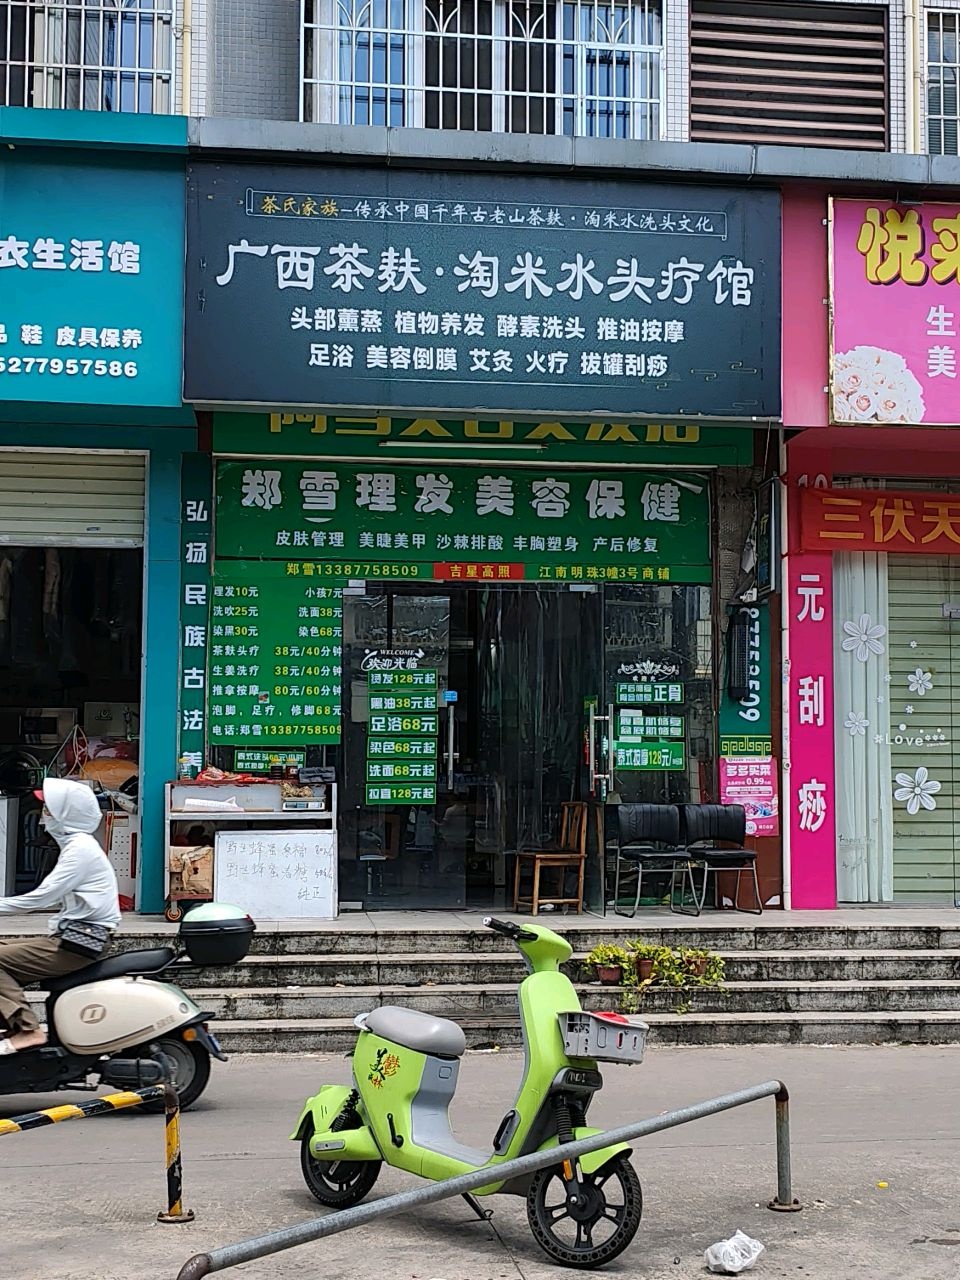 茶氏家族—传承中国千年古老山茶麸·淘米水洗头文化
广西茶麸·淘米水头疗馆
头部薰蒸 植物养发 酵素洗头 推油按摩
足浴 美容倒膜 艾灸 火疗 拔罐刮痧
衣生活馆
鞋 皮具保养
5277957586
悦来
生
美
郑雪理发美容保健
皮肤管理 美睫美甲 沙棘排酸 丰胸塑身 产后修复
郑雪13387758509 吉星高照 江南明珠3幢3号商铺
弘扬民族古法美
理发10元 小孩7元
洗吹25元 洗面38元
染黑30元 染色68元
茶麸头疗 38元/40分钟
生姜洗疗 38元/40分钟
推拿按摩 80元/60分钟
泡脚、足疗、修脚68元
电话:郑雪13387758509
WELCOME
欢迎光临
烫发128元起
焗油38元起
足浴68元
染色68元起
洗面68元起
拉直128元起
正骨
泰式按摩128元
多多买菜
0.99
三伏天
元刮痧
Love
纯正